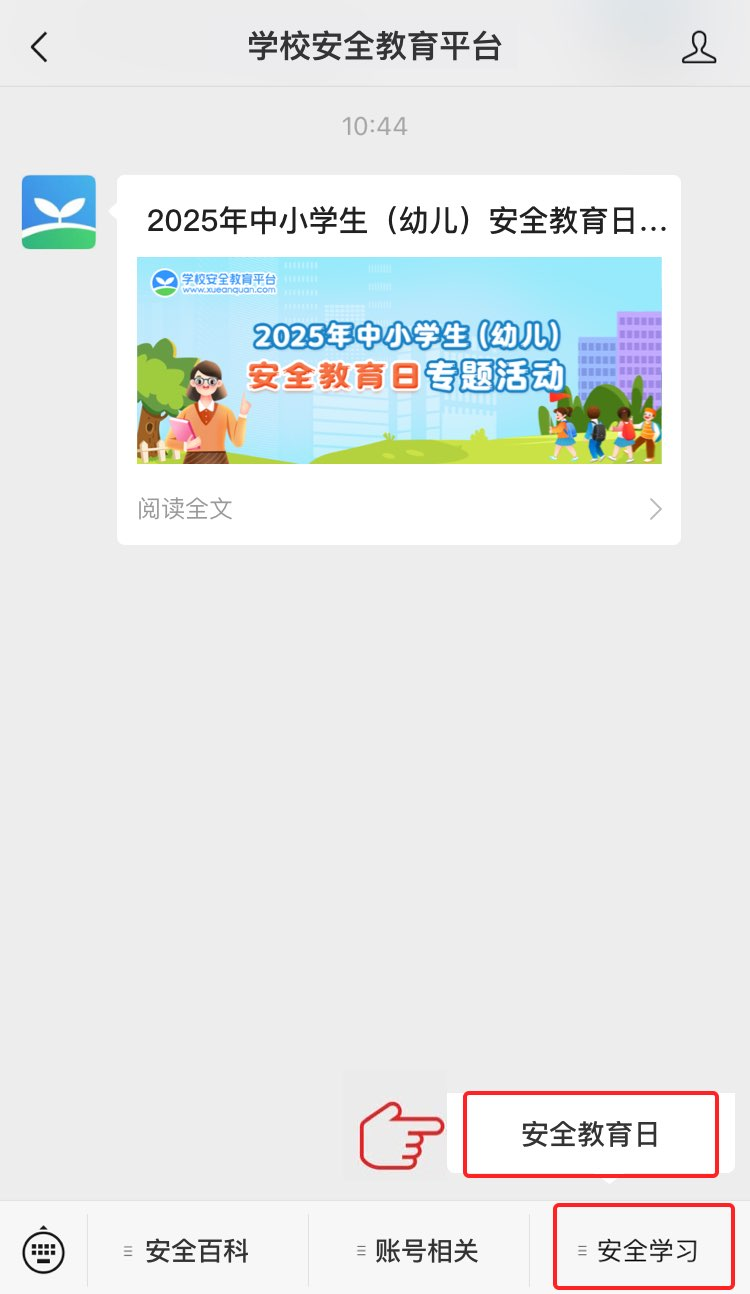 学校安全教育平台
10:44
2025年中小学生（幼儿）安全教育日...
学校安全教育平台
www.xueanquan.com
2025年中小学生(幼儿)
安全教育日专题活动
阅读全文
安全教育日
安全百科
账号相关
安全学习